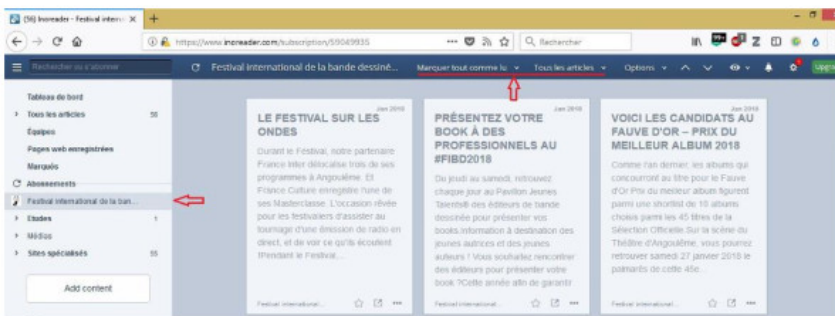 (56) Inoreader - Festival intern
https://www.inoreader.com/subscription/59049935
Rechercher
99+
Rechercher ou s'abonner
Festival international de la bande dessiné...
Marquer tout comme lu
Tous les articles
Options
Upgra
Tableau de bord
Tous les articles 56
Équipes
Pages web enregistrées
Marqués
Abonnements
Festival international de la ban...
Etudes 1
Médias
Sites spécialisés 55
Add content
Jan 2018
LE FESTIVAL SUR LES
ONDES
Durant le Festival, notre partenaire
France Inter délocalise trois de ses
programmes à Angoulême. Et
France Culture enregistre l'une de
ses Masterclasse. L'occasion rêvée
pour les festivaliers d'assister au
tournage d'une émission de radio en
direct, et de voir ce qu'ils écoutent
!Pendant le Festival,...
Festival international...
Jan 2018
PRÉSENTEZ VOTRE
BOOK À DES
PROFESSIONNELS AU
#FIBD2018
Du jeudi au samedi, retrouvez
chaque jour au Pavillon Jeunes
Talents® des éditeurs de bande
dessinée pour présenter vos
books.Information à destination des
jeunes autrices et des jeunes
auteurs ! Vous souhaitez rencontrer
des éditeurs pour présenter votre
book ?Cette année afin de garantir
Festival international...
Jan 2018
VOICI LES CANDIDATS AU
FAUVE D'OR – PRIX DU
MEILLEUR ALBUM 2018
Comme l'an dernier, les albums qui
concourront au titre pour le Fauve
d'Or Prix du meilleur album figurent
parmi une shortlist de 10 albums
choisis parmi les 45 titres de la
Sélection Officielle.Sur la scène du
Théâtre d'Angoulême, vous pourrez
retrouver samedi 27 janvier 2018 le
palmarès de cette 45e...
Festival international...